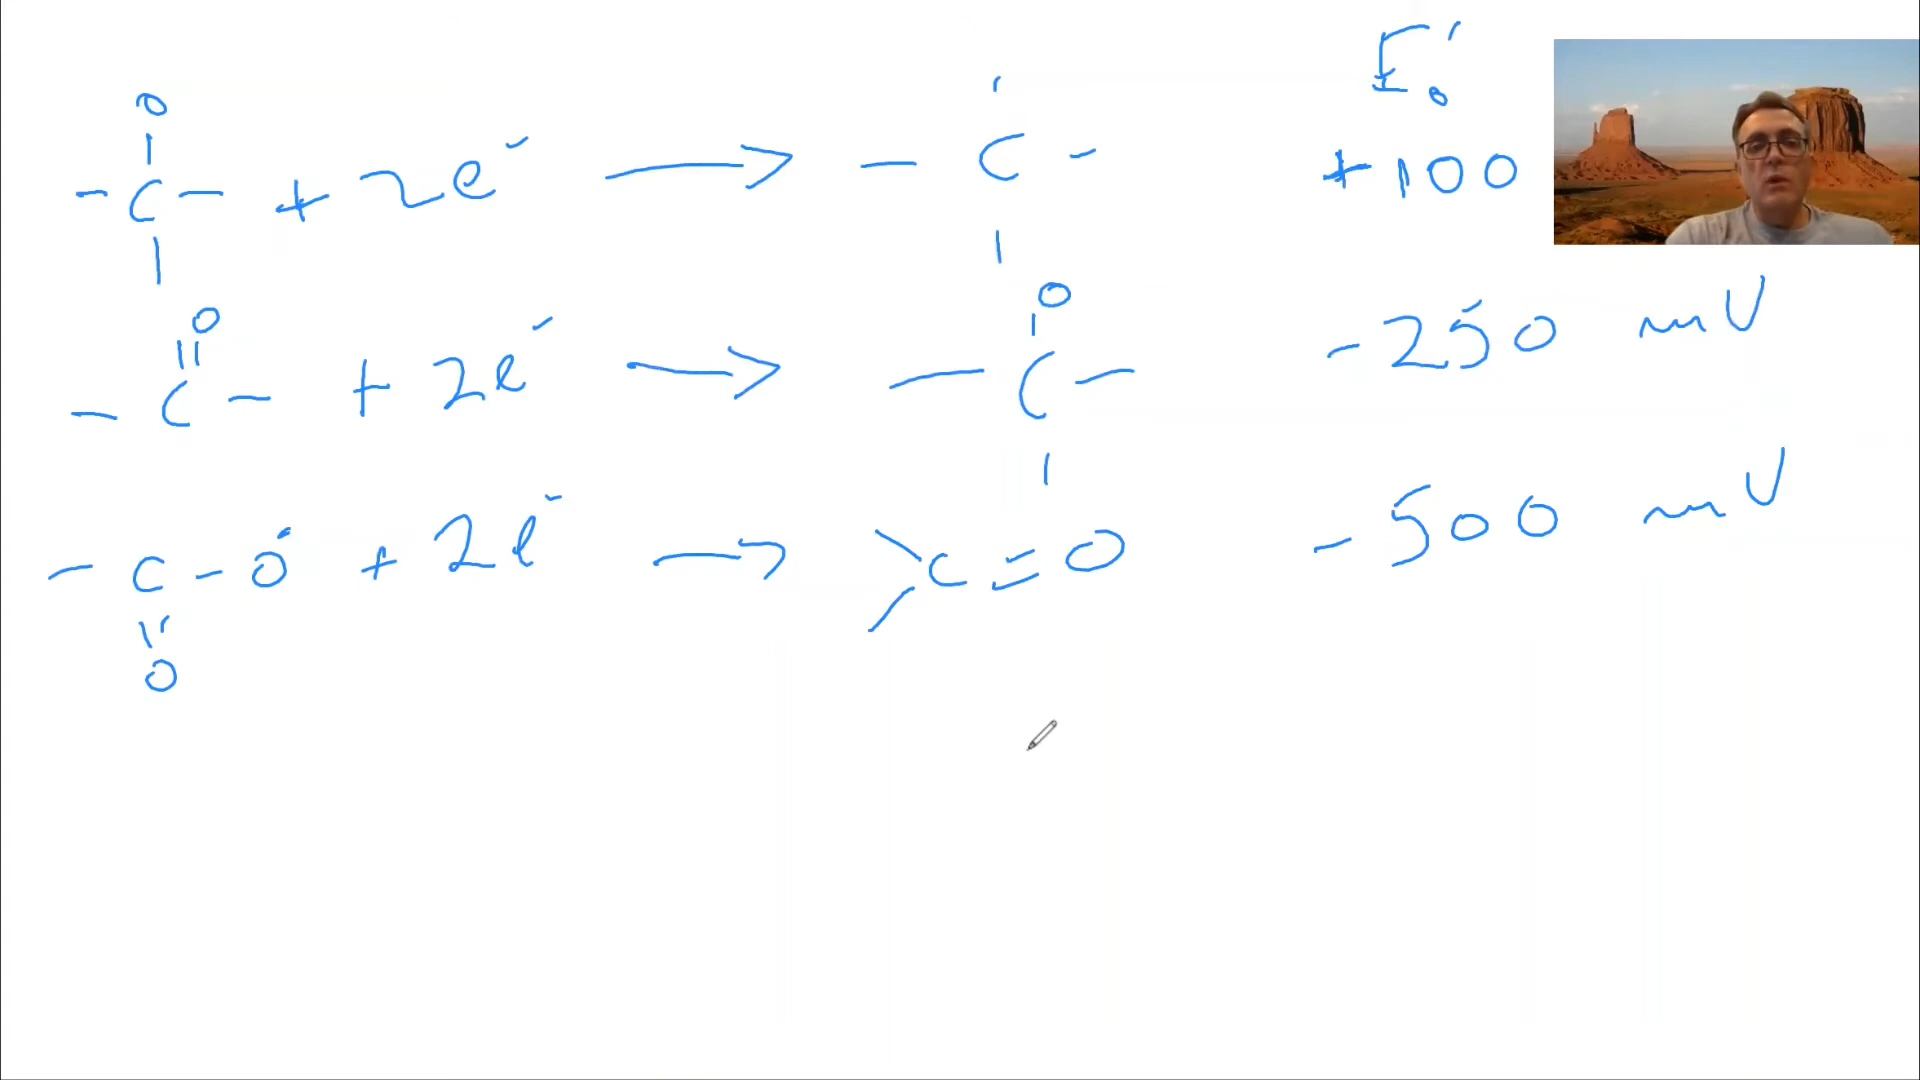 E₀'
O
- C - + 2e⁻ → - C - +100
O O
- C - + 2e⁻ → - C - -250 mV
- C - O⁻ + 2e⁻ → C = O -500 mV
O